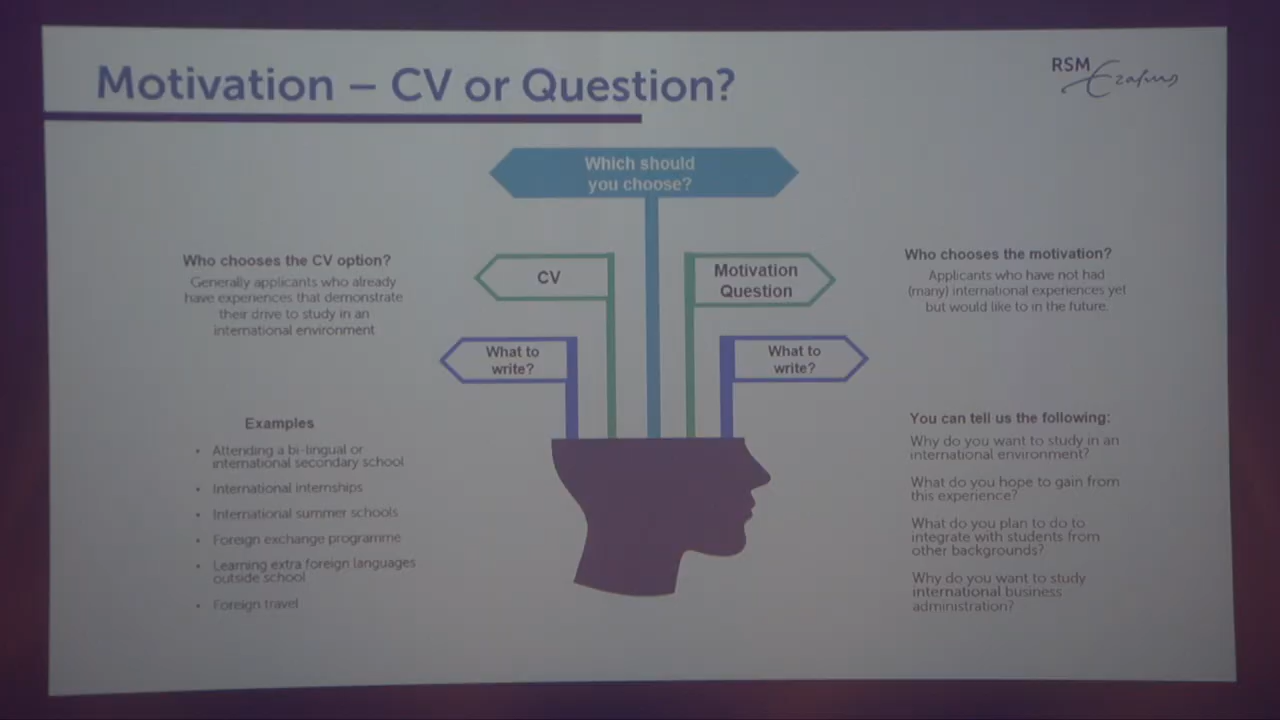 Motivation – CV or Question?
RSM
Erasmus
Which should
you choose?
Who chooses the CV option?
Generally applicants who already
have experiences that demonstrate
their drive to study in an
international environment
CV
Motivation
Question
Who chooses the motivation?
Applicants who have not had
(many) international experiences yet
but would like to in the future.
What to
write?
What to
write?
Examples
• Attending a bi-lingual or
international secondary school
• International internships
• International summer schools
• Foreign exchange programme
• Learning extra foreign languages
outside school
• Foreign travel
You can tell us the following:
Why do you want to study in an
international environment?
What do you hope to gain from
this experience?
What do you plan to do to
integrate with students from
other backgrounds?
Why do you want to study
international business
administration?